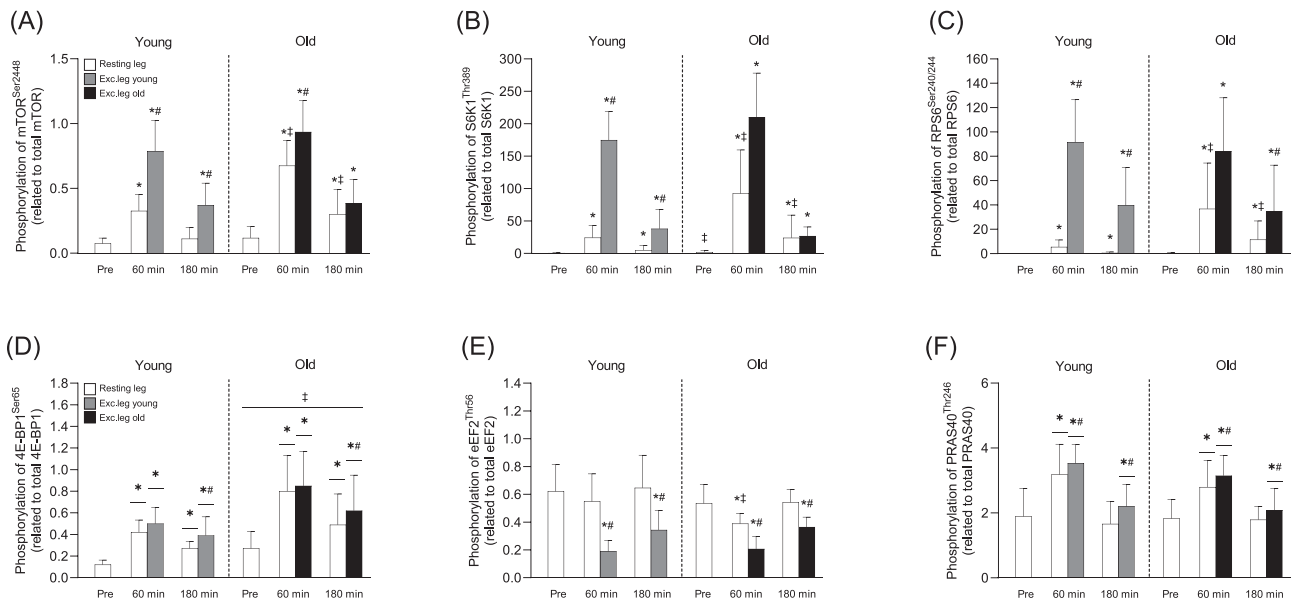 (A)
Young
Old
Phosphorylation of mTOR^Ser2448
(related to total mTOR)
1.5
1.0
0.5
0.0
Resting leg
Exc.leg young
Exc.leg old
*
*#
*#
*‡
*#
*‡
*
Pre
60 min
180 min
Pre
60 min
180 min
(B)
Young
Old
Phosphorylation of S6K1^Thr389
(related to total S6K1)
300
250
200
150
100
50
0
*
*#
*
*#
‡
*‡
*
*‡
*
Pre
60 min
180 min
Pre
60 min
180 min
(C)
Young
Old
Phosphorylation of RPS6^Ser240/244
(related to total RPS6)
160
140
120
100
80
60
40
20
0
*
*#
*
*#
*‡
*
*‡
*#
Pre
60 min
180 min
Pre
60 min
180 min
(D)
Young
Old
Phosphorylation of 4E-BP1^Ser65
(related to total 4E-BP1)
1.8
1.6
1.4
1.2
1.0
0.8
0.6
0.4
0.2
0.0
Resting leg
Exc.leg young
Exc.leg old
*
*
*
*#
‡
*
*
*
*#
Pre
60 min
180 min
Pre
60 min
180 min
(E)
Young
Old
Phosphorylation of eEF2^Thr56
(related to total eEF2)
1.4
1.2
1.0
0.8
0.6
0.4
0.2
0.0
*#
*#
*‡
*#
*#
Pre
60 min
180 min
Pre
60 min
180 min
(F)
Young
Old
Phosphorylation of PRAS40^Thr246
(related to total PRAS40)
6
4
2
0
*
*#
*#
*
*#
*#
Pre
60 min
180 min
Pre
60 min
180 min